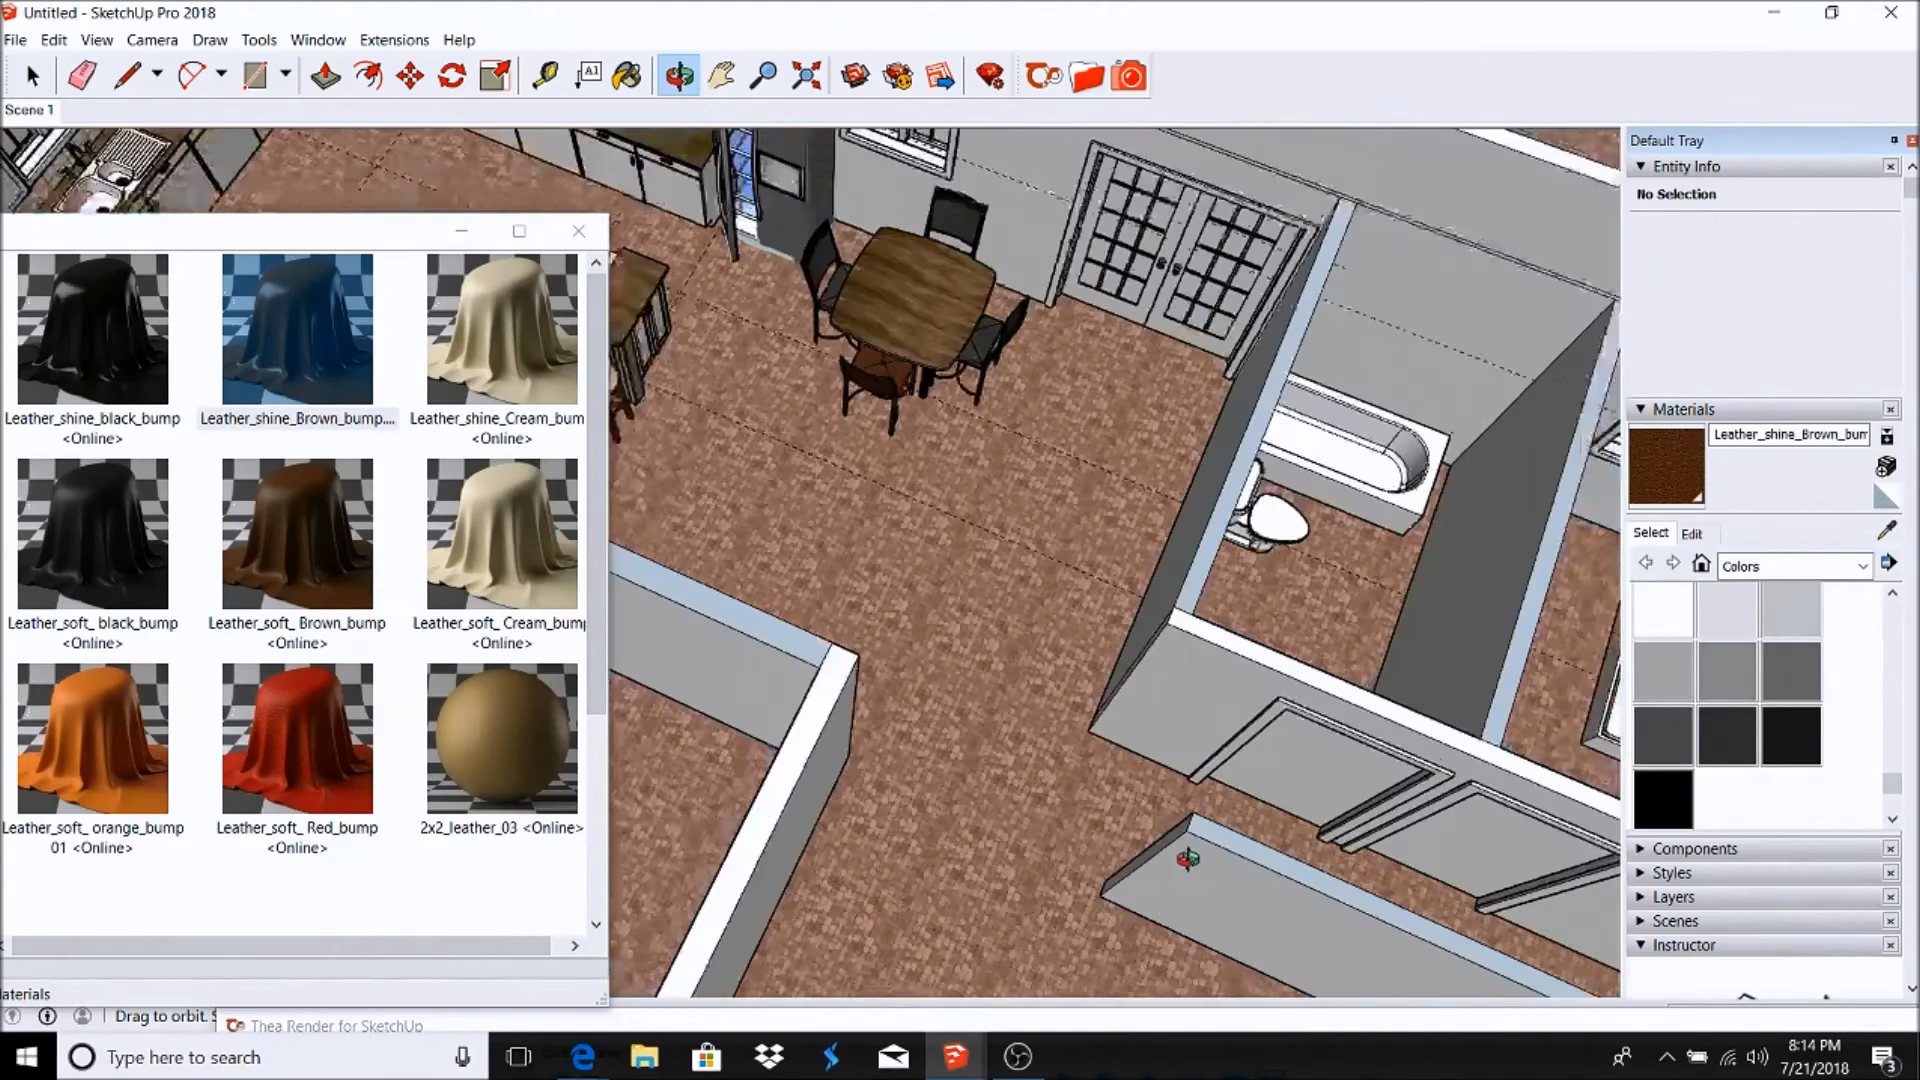 Untitled - SketchUp Pro 2018
File Edit View Camera Draw Tools Window Extensions Help
A1
Scene 1
Default Tray
Entity Info
No Selection
Leather_shine_black_bump
<Online>
Leather_shine_Brown_bump....
Leather_shine_Cream_bum
<Online>
Materials
Leather_shine_Brown_bum
Select Edit
Colors
Leather_soft_ black_bump
<Online>
Leather_soft_ Brown_bump
<Online>
Leather_soft_ Cream_bump
<Online>
Leather_soft_ orange_bump
01 <Online>
Leather_soft_ Red_bump
<Online>
2x2_leather_03 <Online>
Components
Styles
Layers
Scenes
Instructor
aterials
Drag to orbit. S
Thea Render for SketchUp
Type here to search
8:14 PM
7/21/2018
3